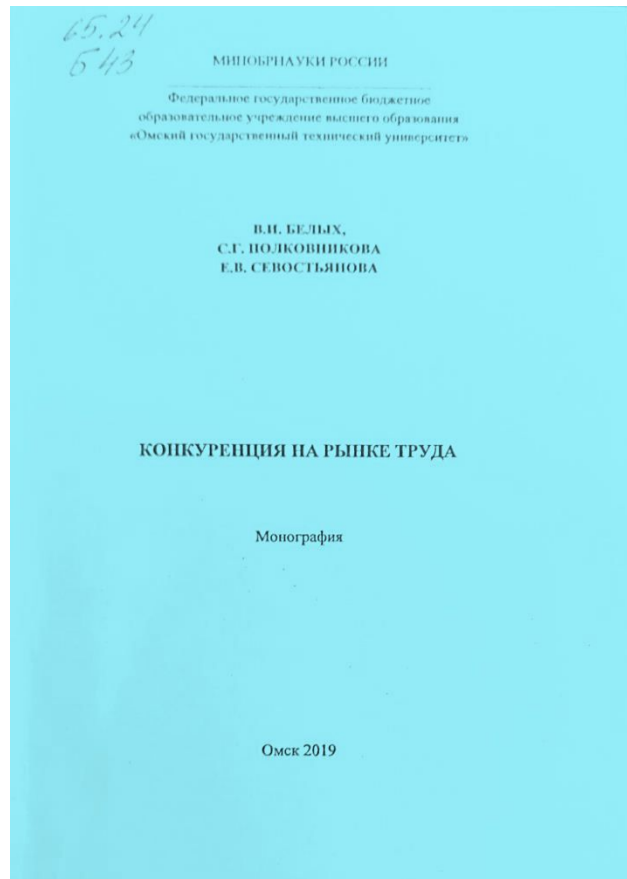 65.24
Б 43
МИНОБРНАУКИ РОССИИ
Федеральное государственное бюджетное
образовательное учреждение высшего образования
«Омский государственный технический университет»
В.И. БЕЛЫХ,
С.Г. ПОЛКОВНИКОВА
Е.В. СЕВОСТЬЯНОВА
КОНКУРЕНЦИЯ НА РЫНКЕ ТРУДА
Монография
Омск 2019